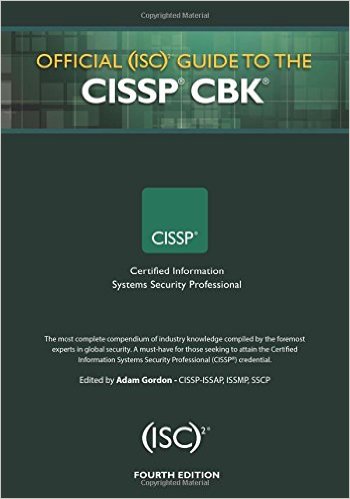 Copyrighted Material
OFFICIAL (ISC)²® GUIDE TO THE
CISSP® CBK®
CISSP®
Certified Information
Systems Security Professional
The most complete compendium of industry knowledge compiled by the foremost
experts in global security. A must-have for those seeking to attain the Certified
Information Systems Security Professional (CISSP®) credential.
Edited by Adam Gordon - CISSP-ISSAP, ISSMP, SSCP
(ISC)²®
FOURTH EDITION
Copyrighted Material